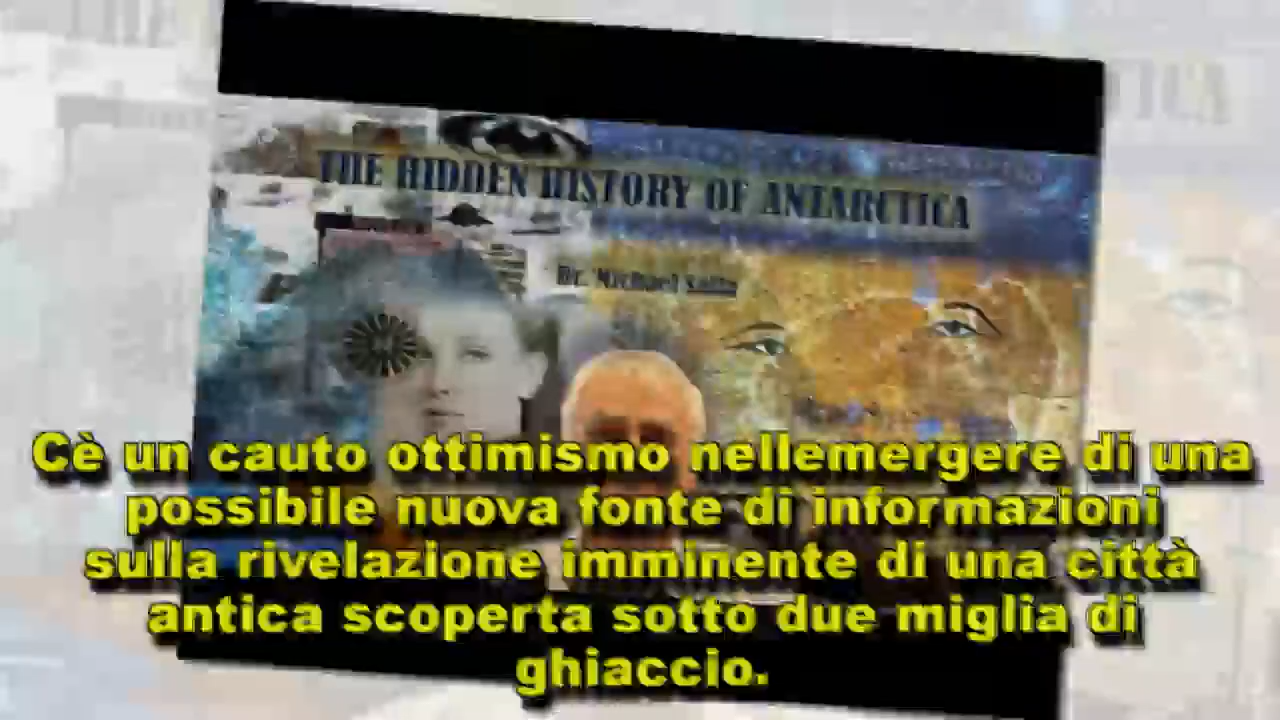 THE HIDDEN HISTORY OF ANTARCTICA
Dr. Michael Salla
Cè un cauto ottimismo nellemergere di una
possibile nuova fonte di informazioni
sulla rivelazione imminente di una città
antica scoperta sotto due miglia di
ghiaccio.